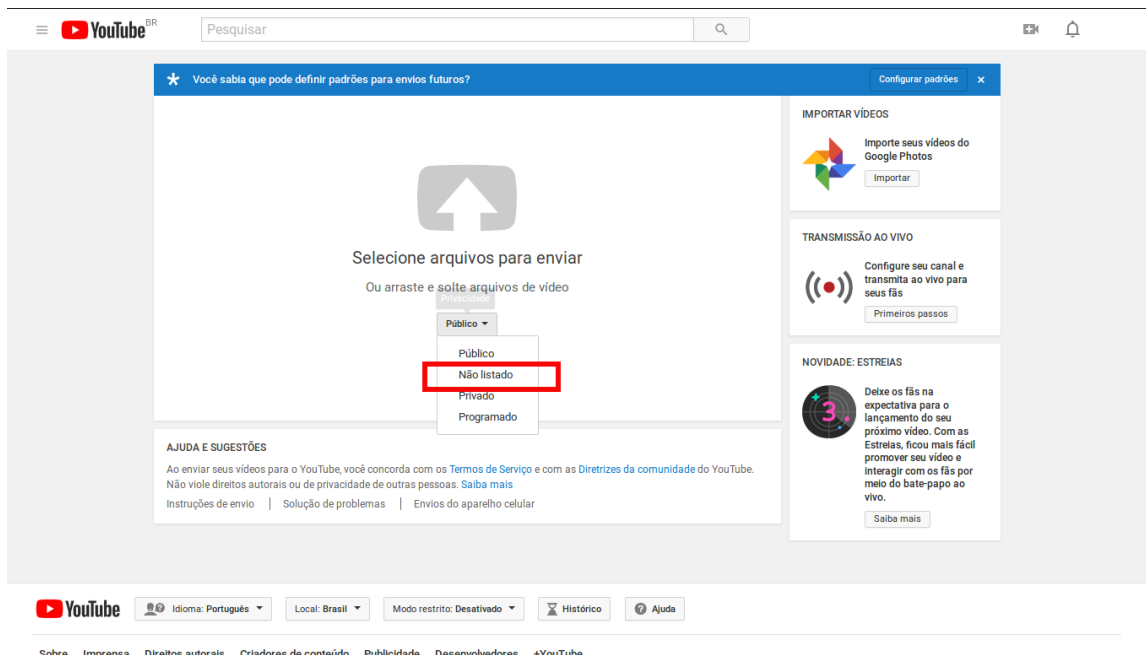 YouTube BR
Pesquisar
Você sabia que pode definir padrões para envios futuros?
Configurar padrões ×
Selecione arquivos para enviar
Ou arraste e solte arquivos de vídeo
Privacidade
Público
Público
Não listado
Privado
Programado
AJUDA E SUGESTÕES
Ao enviar seus vídeos para o YouTube, você concorda com os Termos de Serviço e com as Diretrizes da comunidade do YouTube.
Não viole direitos autorais ou de privacidade de outras pessoas. Saiba mais
Instruções de envio | Solução de problemas | Envios do aparelho celular
IMPORTAR VÍDEOS
Importe seus vídeos do
Google Photos
Importar
TRANSMISSÃO AO VIVO
Configure seu canal e
transmita ao vivo para
seus fãs
Primeiros passos
NOVIDADE: ESTREIAS
3
Deixe os fãs na
expectativa para o
lançamento do seu
próximo vídeo. Com as
Estreias, ficou mais fácil
promover seu vídeo e
interagir com os fãs por
meio do bate-papo ao
vivo.
Saiba mais
YouTube Idioma: Português Local: Brasil Modo restrito: Desativado Histórico Ajuda
Sobre Imprensa Direitos autorais Criadores de conteúdo Publicidade Desenvolvedores +YouTube